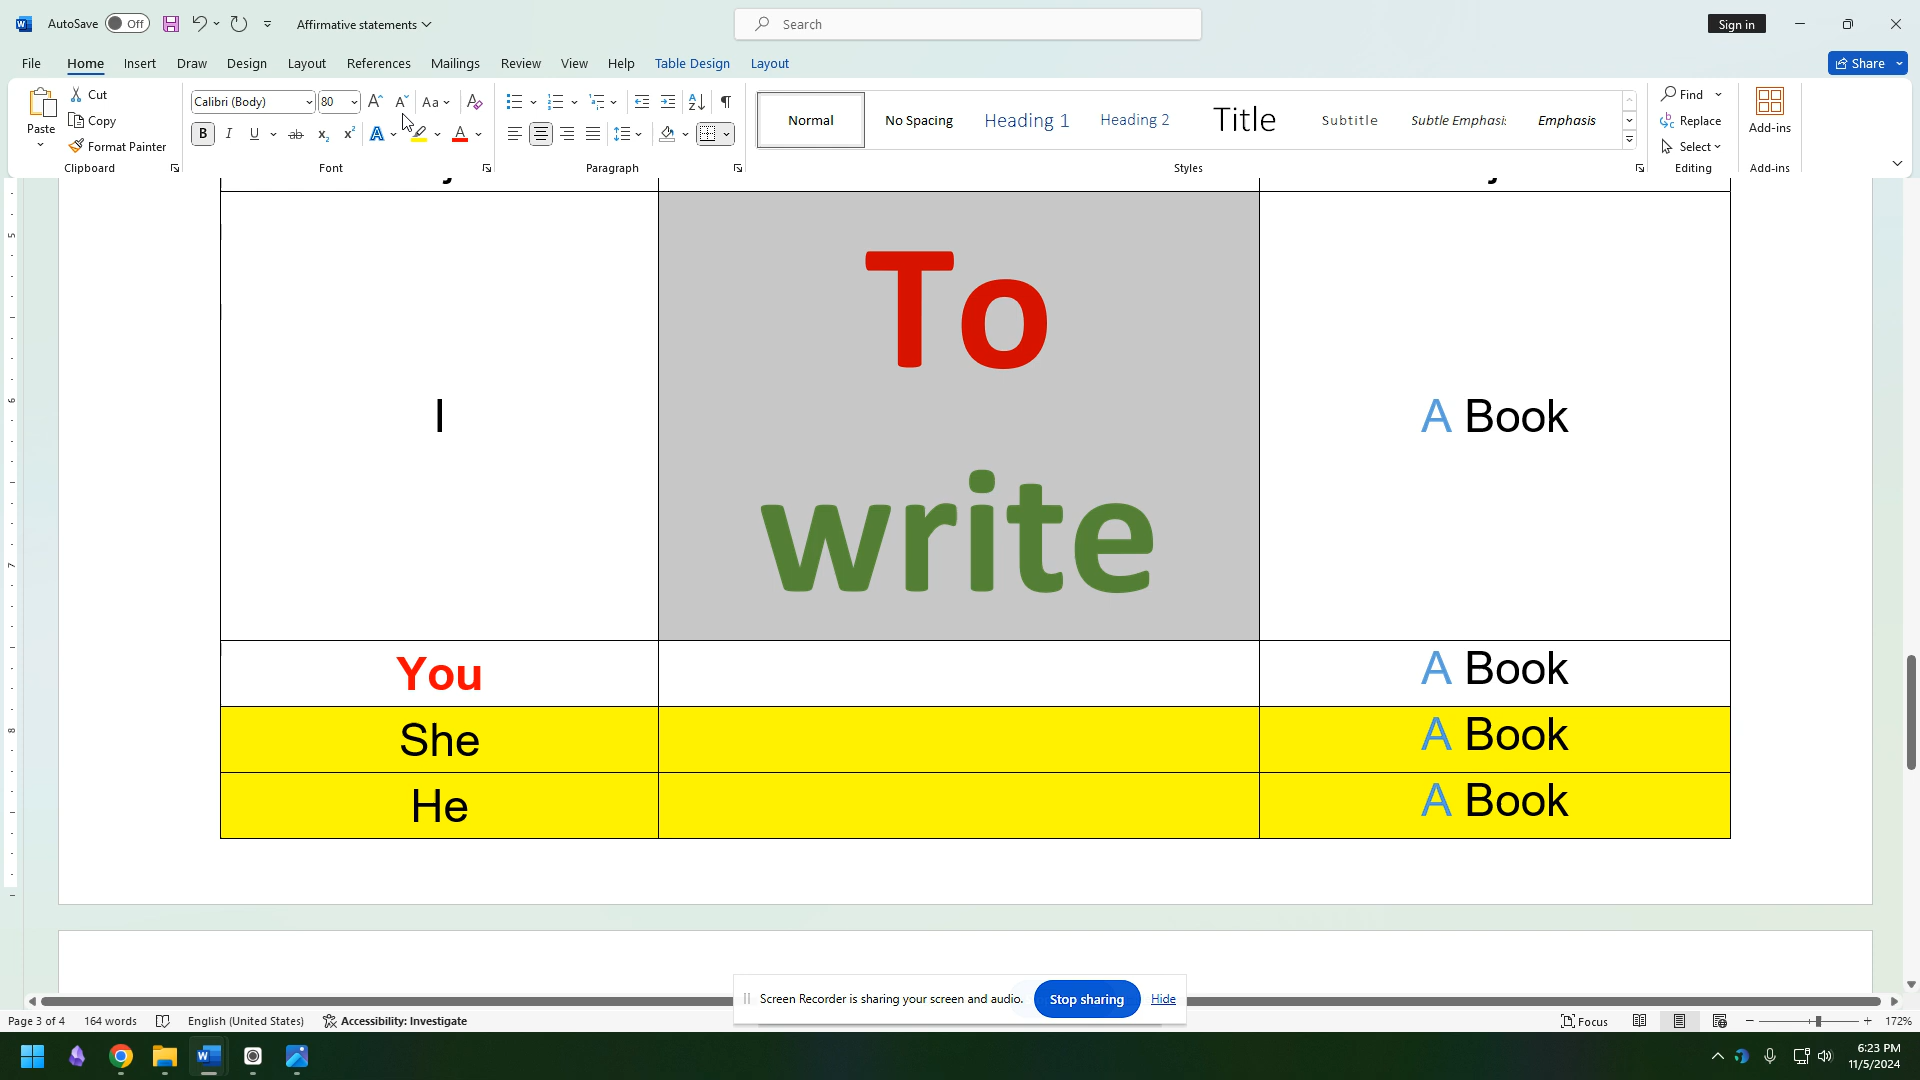 AutoSave Off Affirmative statements Search Sign in
File Home Insert Draw Design Layout References Mailings Review View Help Table Design Layout Share
Paste Cut Copy Format Painter Clipboard
Calibri (Body) 80 Aa Font
Paragraph
Normal No Spacing Heading 1 Heading 2 Title Subtitle Subtle Emphasi Emphasis
Styles
Find Replace Select Editing
Add-ins
Add-ins
I To write A Book
You A Book
She A Book
He A Book
Screen Recorder is sharing your screen and audio. Stop sharing Hide
Page 3 of 4 164 words English (United States) Accessibility: Investigate Focus 172%
6:23 PM
11/5/2024